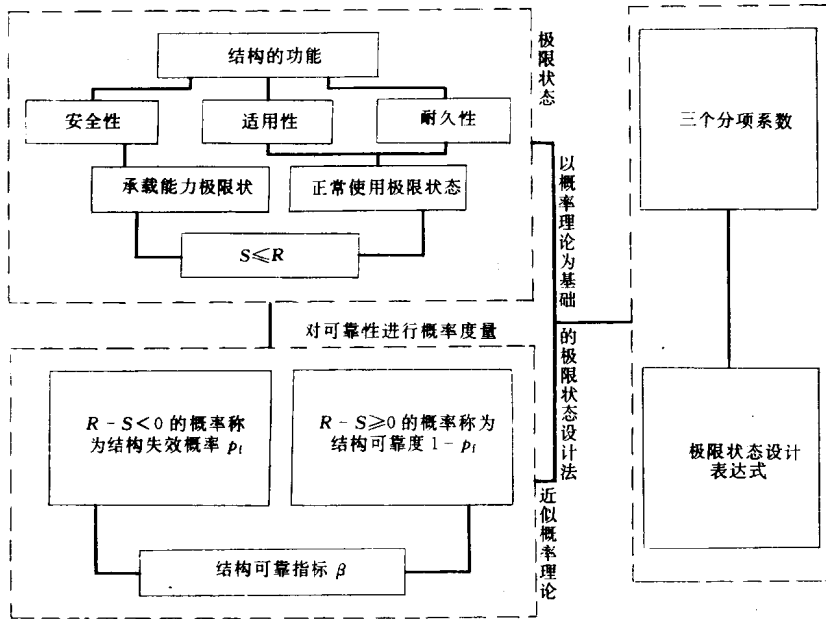 结构的功能
安全性
适用性
耐久性
承载能力极限状
正常使用极限状态
S≤R
极限状态
对可靠性进行概率度量
R－S<0 的概率称
为结构失效概率 pf
R－S≥0 的概率称为
结构可靠度 1－pf
结构可靠指标 β
近似概率理论
以概率理论为基础
的极限状态设计法
三个分项系数
极限状态设计
表达式